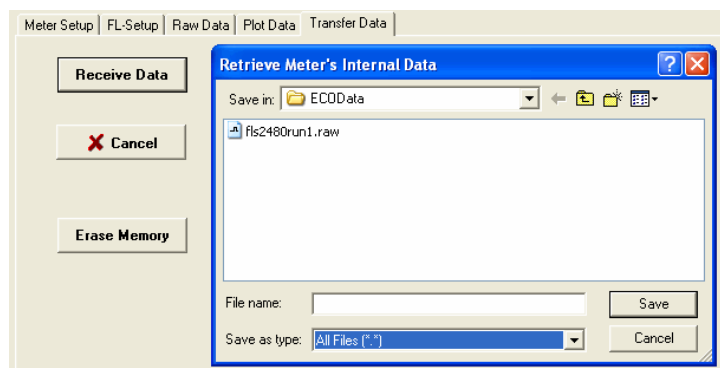 Meter Setup FL-Setup Raw Data Plot Data Transfer Data
Receive Data
Cancel
Erase Memory
Retrieve Meter's Internal Data
Save in: ECOData
fls2480run1.raw
File name:
Save
Save as type: All Files (*.*)
Cancel